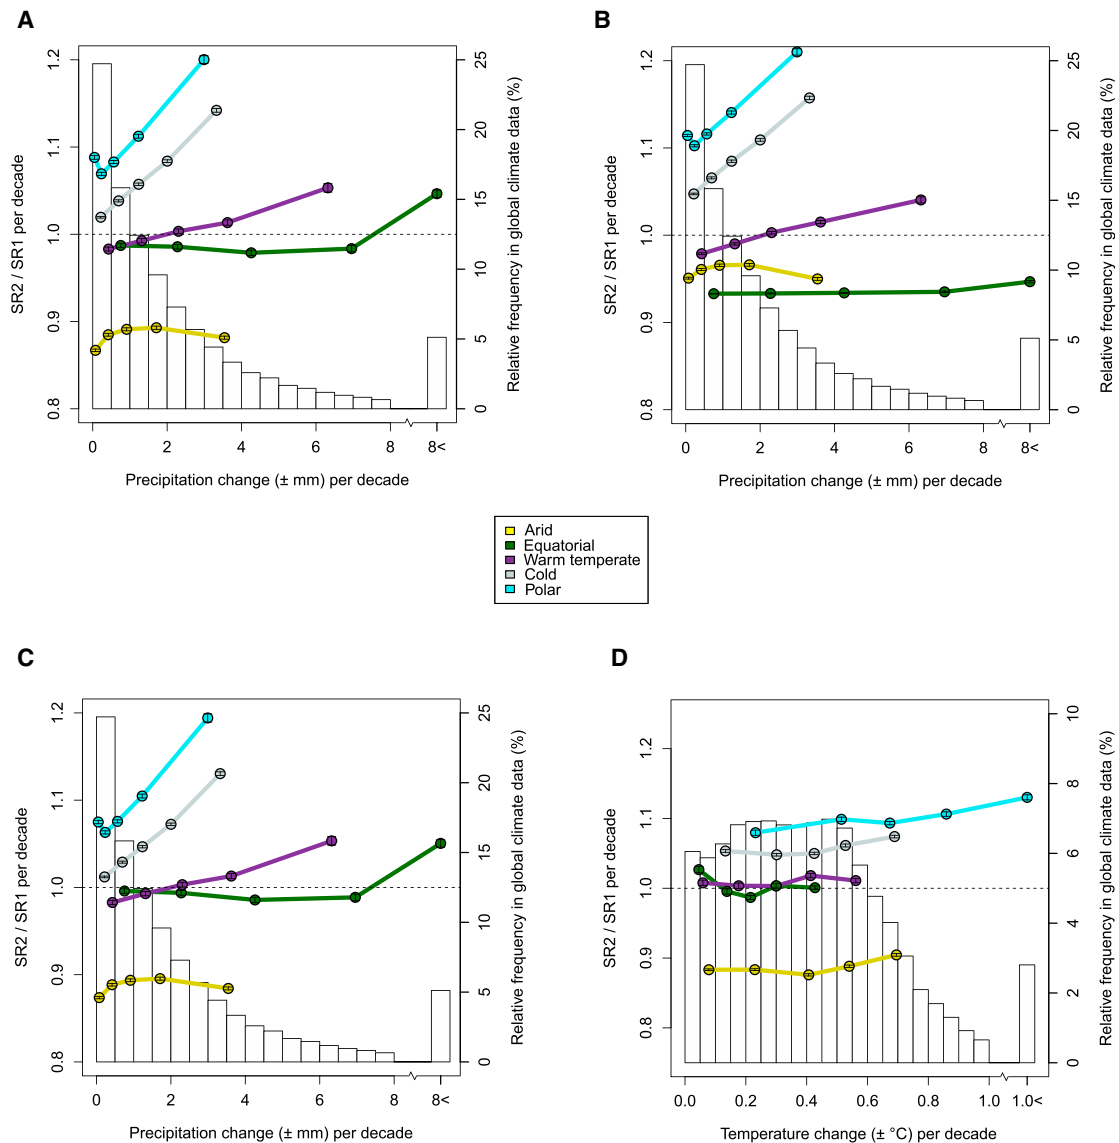 A
1.2
1.1
1.0
0.9
0.8
SR2 / SR1 per decade
25
20
15
10
5
0
Relative frequency in global climate data (%)
0 2 4 6 8 8<
Precipitation change (± mm) per decade
B
1.2
1.1
1.0
0.9
0.8
SR2 / SR1 per decade
25
20
15
10
5
0
Relative frequency in global climate data (%)
0 2 4 6 8 8<
Precipitation change (± mm) per decade
Arid
Equatorial
Warm temperate
Cold
Polar
C
1.2
1.1
1.0
0.9
0.8
SR2 / SR1 per decade
25
20
15
10
5
0
Relative frequency in global climate data (%)
0 2 4 6 8 8<
Precipitation change (± mm) per decade
D
1.2
1.1
1.0
0.9
0.8
SR2 / SR1 per decade
10
8
6
4
2
0
Relative frequency in global climate data (%)
0.0 0.2 0.4 0.6 0.8 1.0 1.0<
Temperature change (± °C) per decade